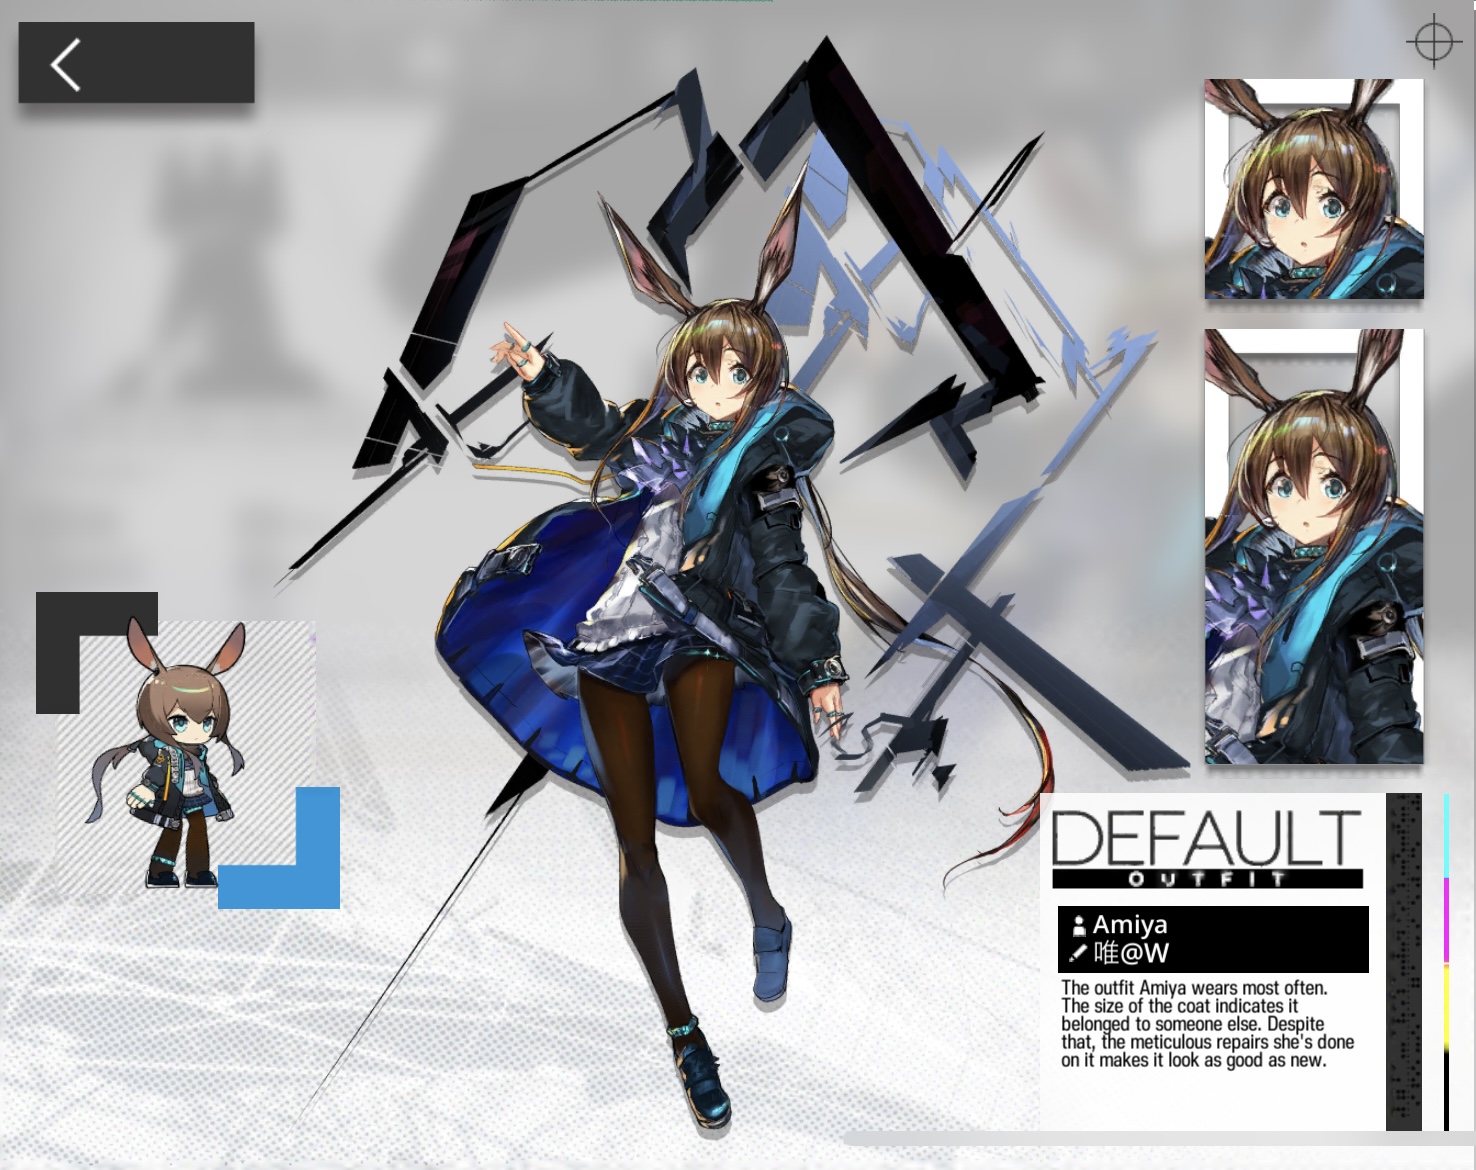 DEFAULT
OUTFIT
Amiya
唯@W
The outfit Amiya wears most often.
The size of the coat indicates it
belonged to someone else. Despite
that, the meticulous repairs she's done
on it makes it look as good as new.